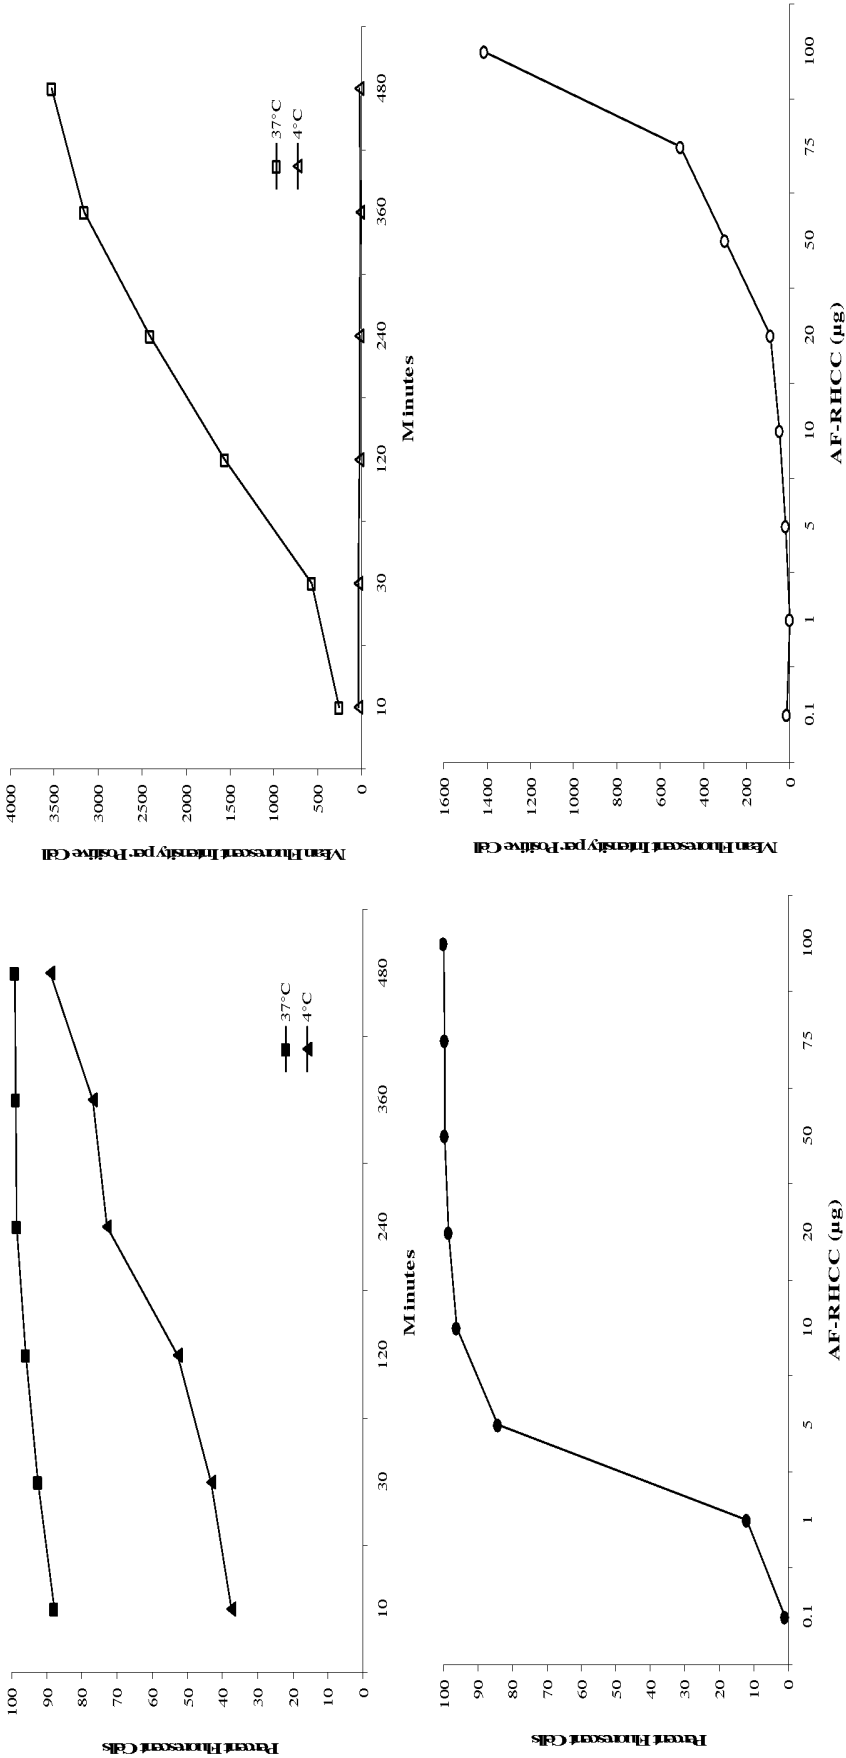 Percent Fluorescent Cells
100
90
80
70
60
50
40
30
20
10
0
10 30 120 240 360 480
Minutes
37°C
4°C
Mean Fluorescent Intensity per Positive Cell
4000
3500
3000
2500
2000
1500
1000
500
0
10 30 120 240 360 480
Minutes
37°C
4°C
Percent Fluorescent Cells
100
90
80
70
60
50
40
30
20
10
0
0.1 1 5 10 20 50 75 100
AF-RHCC (µg)
Mean Fluorescent Intensity per Positive Cell
1600
1400
1200
1000
800
600
400
200
0
0.1 1 5 10 20 50 75 100
AF-RHCC (µg)